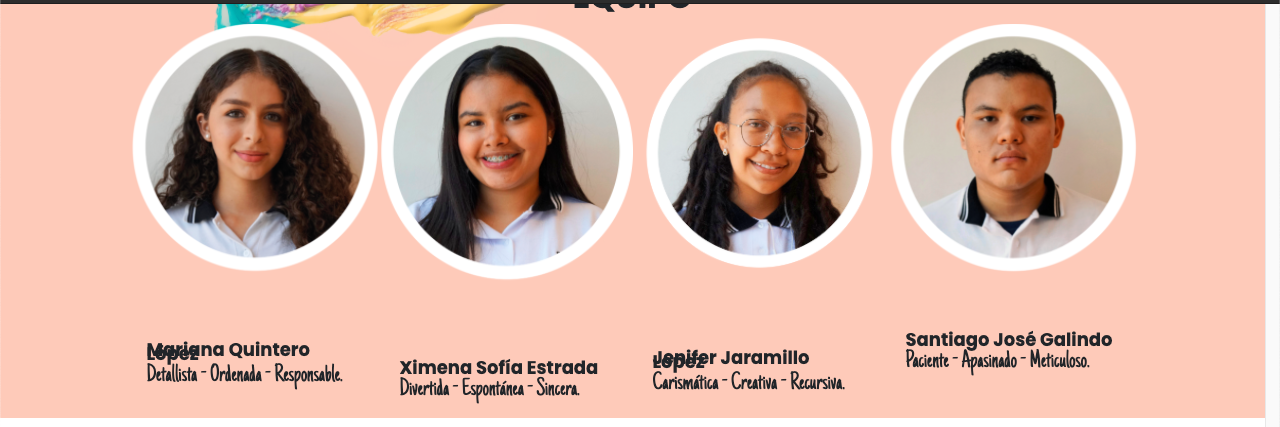 EQUIPO
Mariana Quintero
López
Detallista - Ordenada - Responsable.
Ximena Sofía Estrada
Divertida - Espontánea - Sincera.
Jenifer Jaramillo
López
Carismática - Creativa - Recursiva.
Santiago José Galindo
Paciente - Apasinado - Meticuloso.